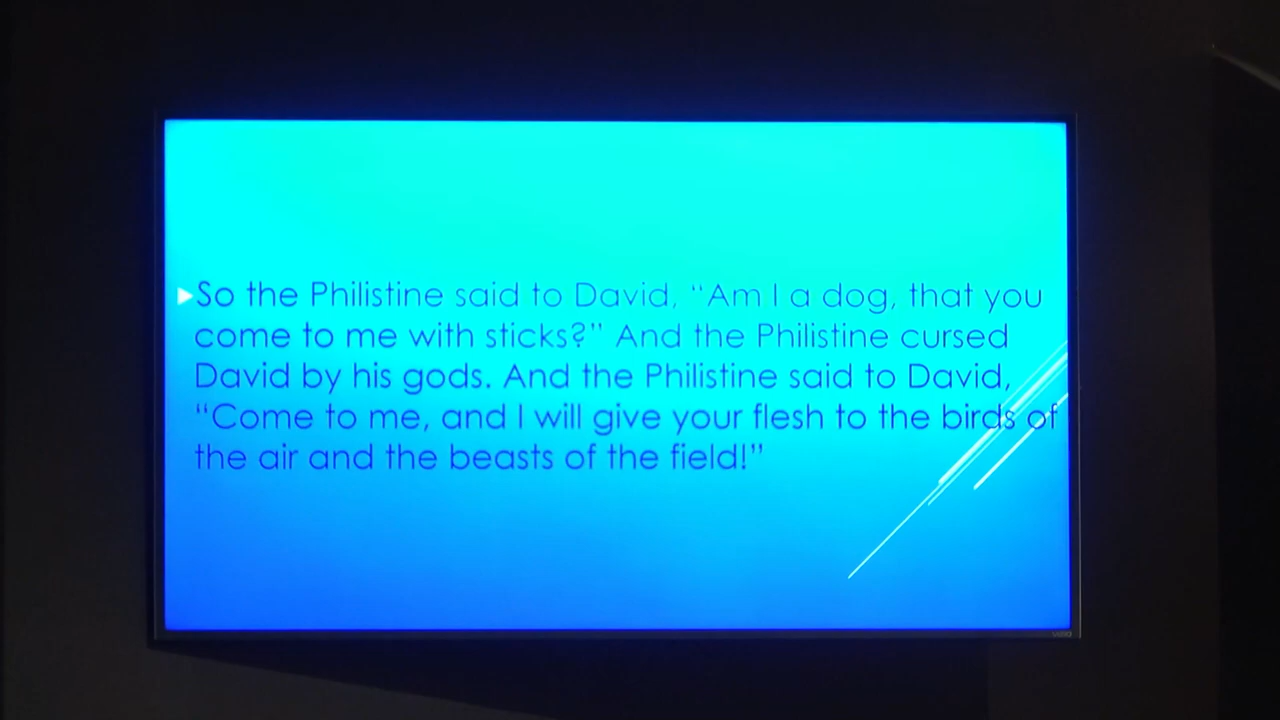 So the Philistine said to David, “Am I a dog, that you
come to me with sticks?” And the Philistine cursed
David by his gods. And the Philistine said to David,
“Come to me, and I will give your flesh to the birds of
the air and the beasts of the field!”
VIZIO